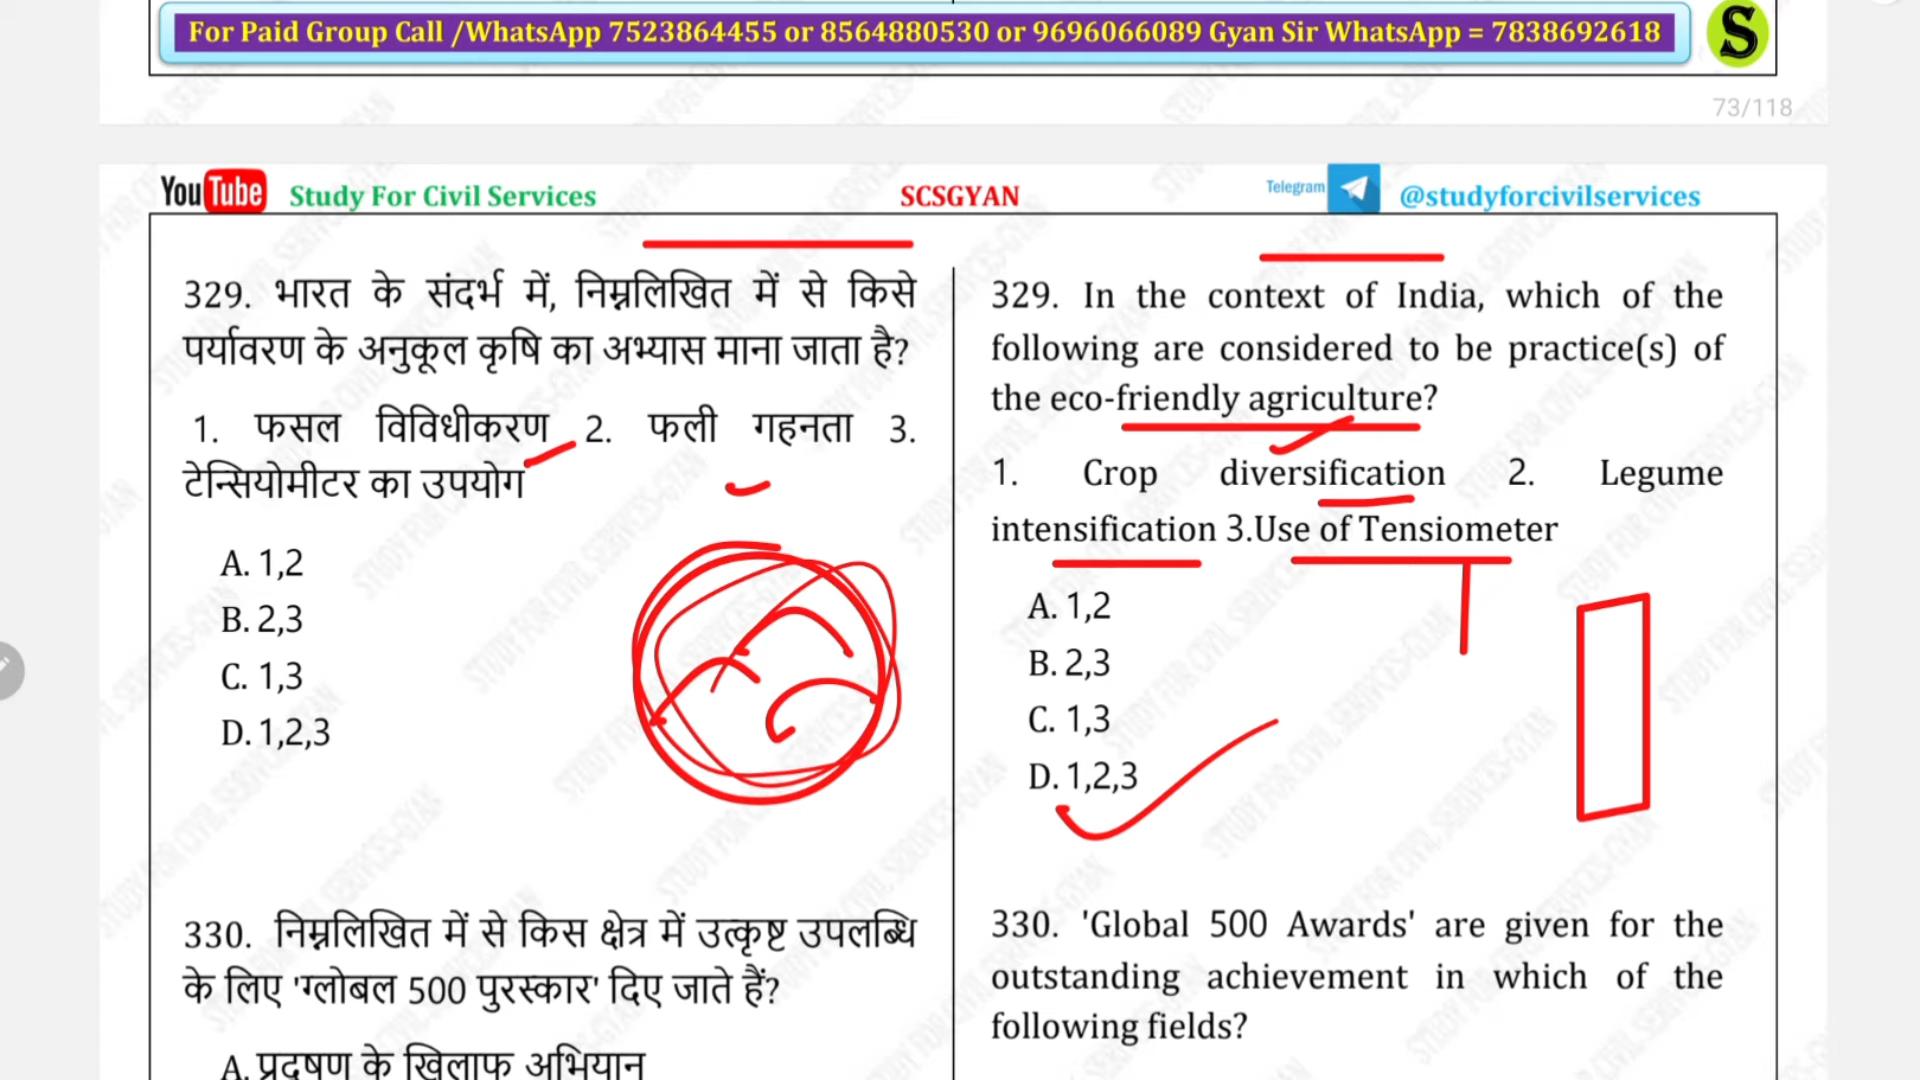 For Paid Group Call /WhatsApp 7523864455 or 8564880530 or 9696066089 Gyan Sir WhatsApp = 7838692618
S
73/118
YouTube Study For Civil Services SCSGYAN Telegram @studyforcivilservices
329. भारत के संदर्भ में, निम्नलिखित में से किसे
पर्यावरण के अनुकूल कृषि का अभ्यास माना जाता है?
1. फसल विविधीकरण 2. फली गहनता 3.
टेन्सियोमीटर का उपयोग
A. 1,2
B. 2,3
C. 1,3
D. 1,2,3
330. निम्नलिखित में से किस क्षेत्र में उत्कृष्ट उपलब्धि
के लिए 'ग्लोबल 500 पुरस्कार' दिए जाते हैं?
A. प्रदूषण के खिलाफ अभियान
329. In the context of India, which of the
following are considered to be practice(s) of
the eco-friendly agriculture?
1. Crop diversification 2. Legume
intensification 3.Use of Tensiometer
A. 1,2
B. 2,3
C. 1,3
D. 1,2,3
330. 'Global 500 Awards' are given for the
outstanding achievement in which of the
following fields?
STUDY FOR CIVIL SERVICES-GYAN